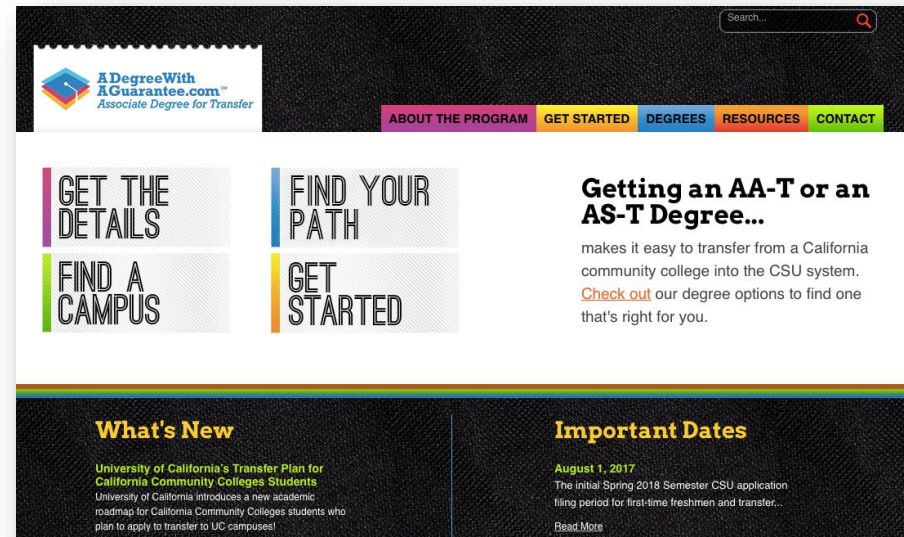 Search...
ADegreeWith
AGuarantee.com℠
Associate Degree for Transfer
ABOUT THE PROGRAM GET STARTED DEGREES RESOURCES CONTACT
GET THE
DETAILS
FIND YOUR
PATH
FIND A
CAMPUS
GET
STARTED
Getting an AA-T or an
AS-T Degree...
makes it easy to transfer from a California
community college into the CSU system.
Check out our degree options to find one
that's right for you.
What's New
University of California's Transfer Plan for
California Community Colleges Students
University of California introduces a new academic
roadmap for California Community Colleges students who
plan to apply to transfer to UC campuses!
Important Dates
August 1, 2017
The initial Spring 2018 Semester CSU application
filing period for first-time freshmen and transfer...
Read More